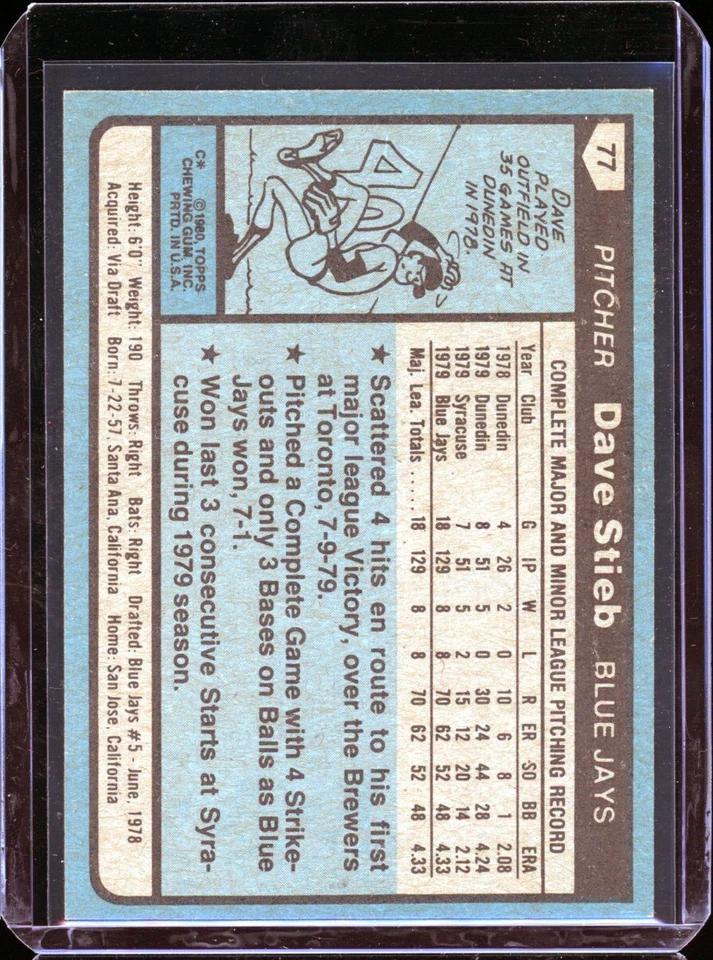 77 PITCHER Dave Stieb BLUE JAYS
DAVE
PLAYED
OUTFIELD IN
35 GAMES AT
DUNEDIN
IN 1978.
40
C* ©1980, TOPPS
CHEWING GUM, INC.
PRTD. IN U.S.A.
COMPLETE MAJOR AND MINOR LEAGUE PITCHING RECORD
Year Club G IP W L R ER SO BB ERA
1978 Dunedin 4 26 2 0 10 6 8 1 2.08
1979 Dunedin 8 51 5 0 30 24 44 28 4.24
1979 Syracuse 7 51 5 2 15 12 20 14 2.12
1979 Blue Jays 18 129 8 8 70 62 52 48 4.33
Maj. Lea. Totals ..... 18 129 8 8 70 62 52 48 4.33
★ Scattered 4 hits en route to his first
major league Victory, over the Brewers
at Toronto, 7-9-79.
★ Pitched a Complete Game with 4 Strike-
outs and only 3 Bases on Balls as Blue
Jays won, 7-1.
★ Won last 3 consecutive Starts at Syra-
cuse during 1979 season.
Height: 6'0" Weight: 190 Throws: Right Bats: Right Drafted: Blue Jays #5 - June, 1978
Acquired: Via Draft Born: 7-22-57, Santa Ana, California Home: San Jose, California